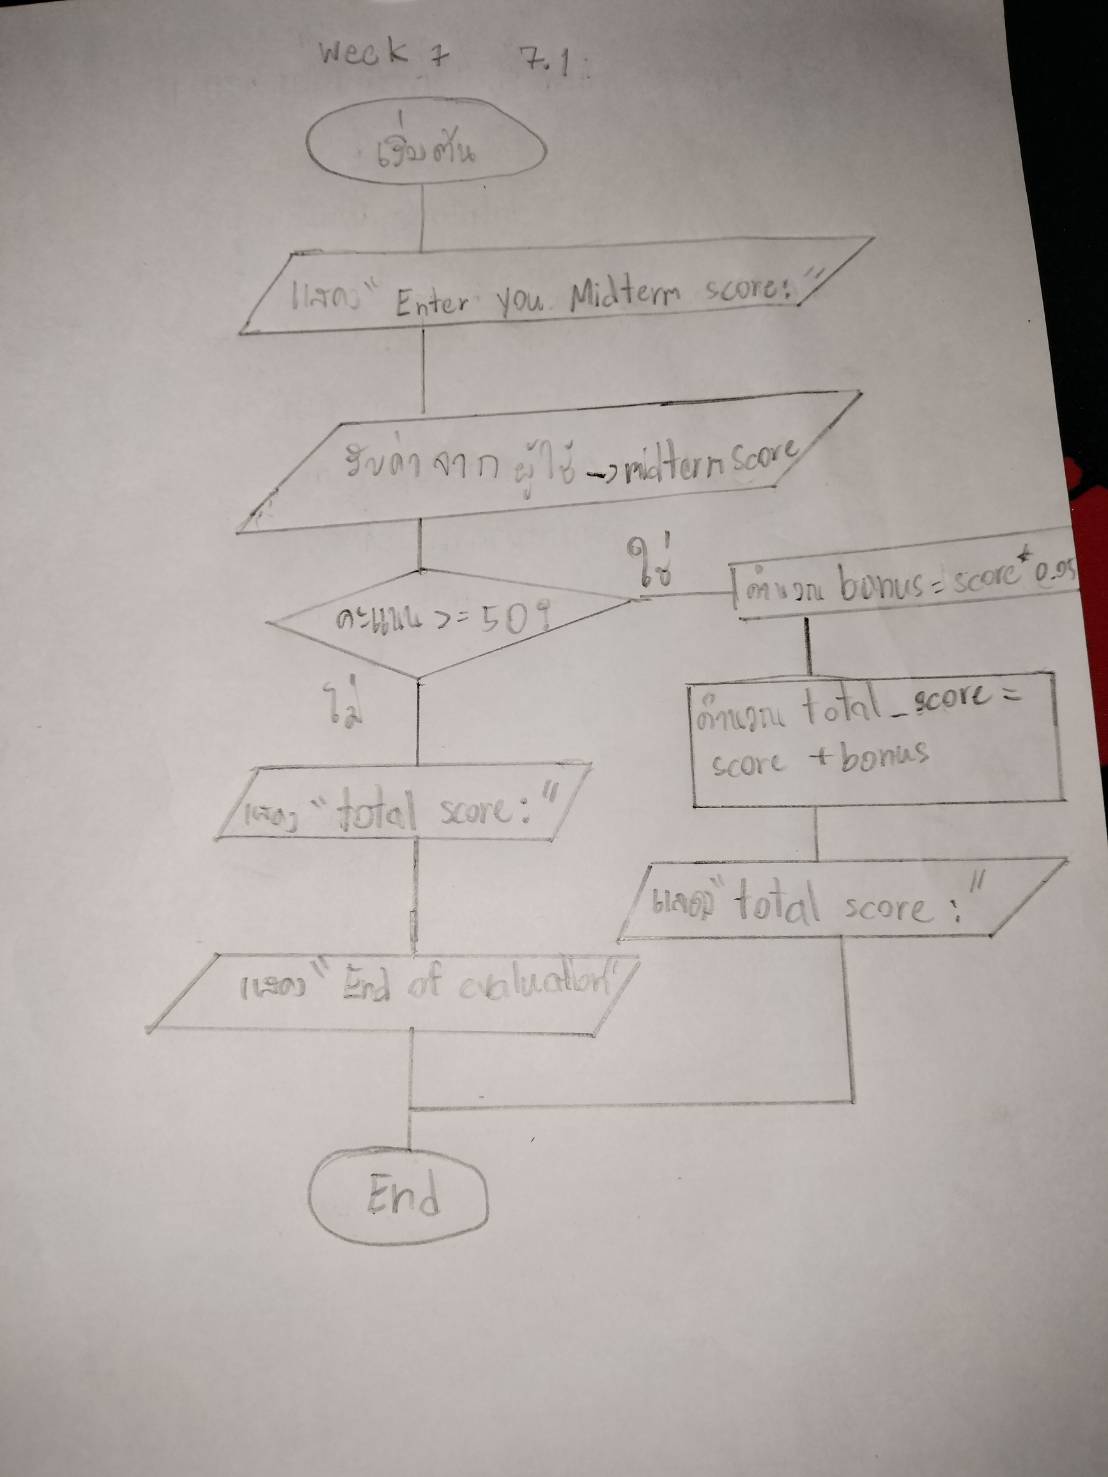 week 7 7.1:
เริ่มต้น
แสดง "Enter you Midterm score:"
รับค่าจากผู้ใช้ -> midterm score
คะแนน >= 50?
ใช่
คำนวณ bonus = score * 0.05
คำนวณ total_score =
score + bonus
ไม่
แสดง "total score:"
แสดง "total score:"
แสดง "End of evaluation"
End